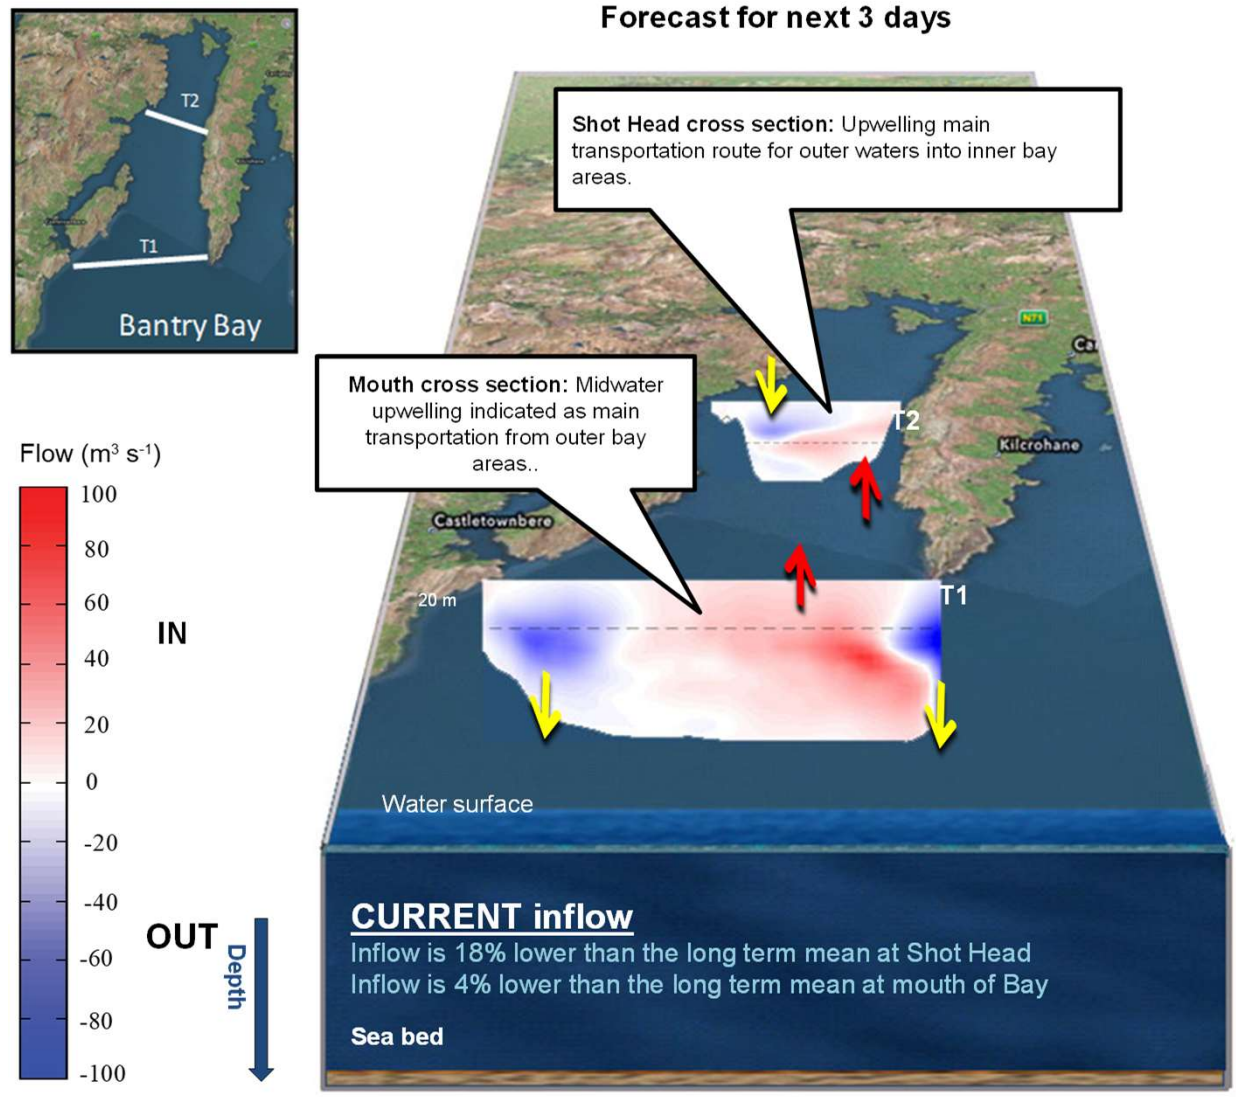 Forecast for next 3 days
T2
T1
Bantry Bay
Shot Head cross section: Upwelling main
transportation route for outer waters into inner bay
areas.
N71
Mouth cross section: Midwater
upwelling indicated as main
transportation from outer bay
areas..
T2
Kilcrohane
Castletownbere
20 m
T1
Flow (m³ s⁻¹)
100
80
60
40
20
0
-20
-40
-60
-80
-100
IN
OUT
Depth
Water surface
CURRENT inflow
Inflow is 18% lower than the long term mean at Shot Head
Inflow is 4% lower than the long term mean at mouth of Bay
Sea bed